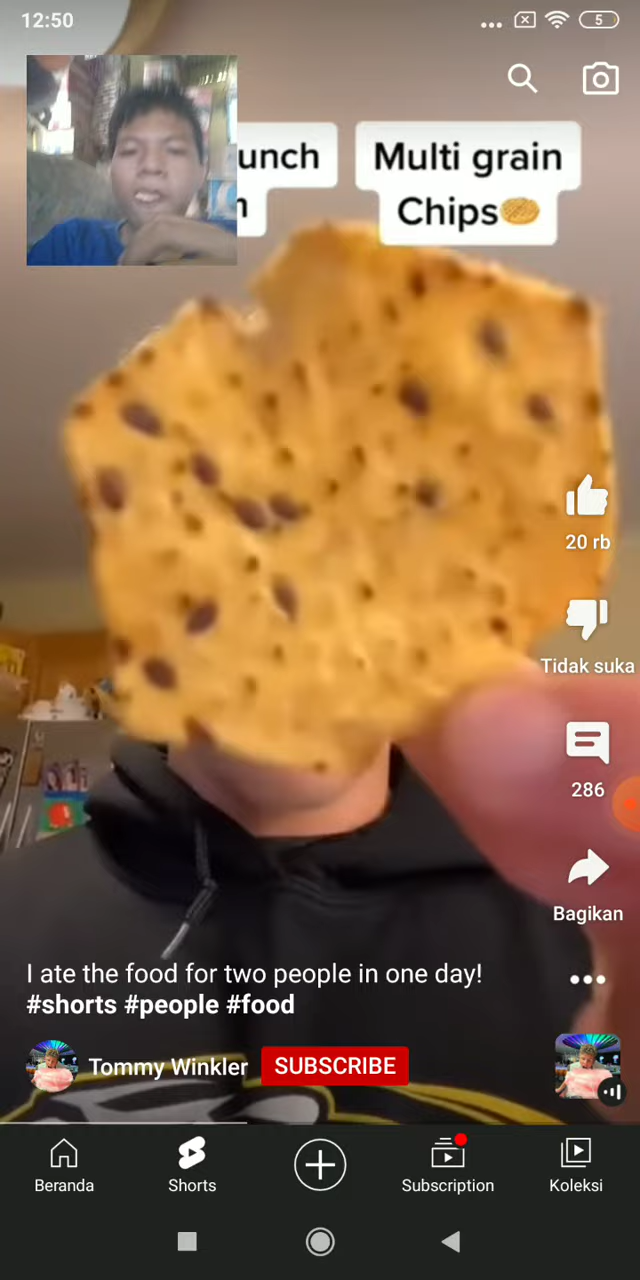 12:50
5
unch
Multi grain
Chips
20 rb
Tidak suka
286
Bagikan
I ate the food for two people in one day!
#shorts #people #food
Tommy Winkler
SUBSCRIBE
Beranda
Shorts
Subscription
Koleksi